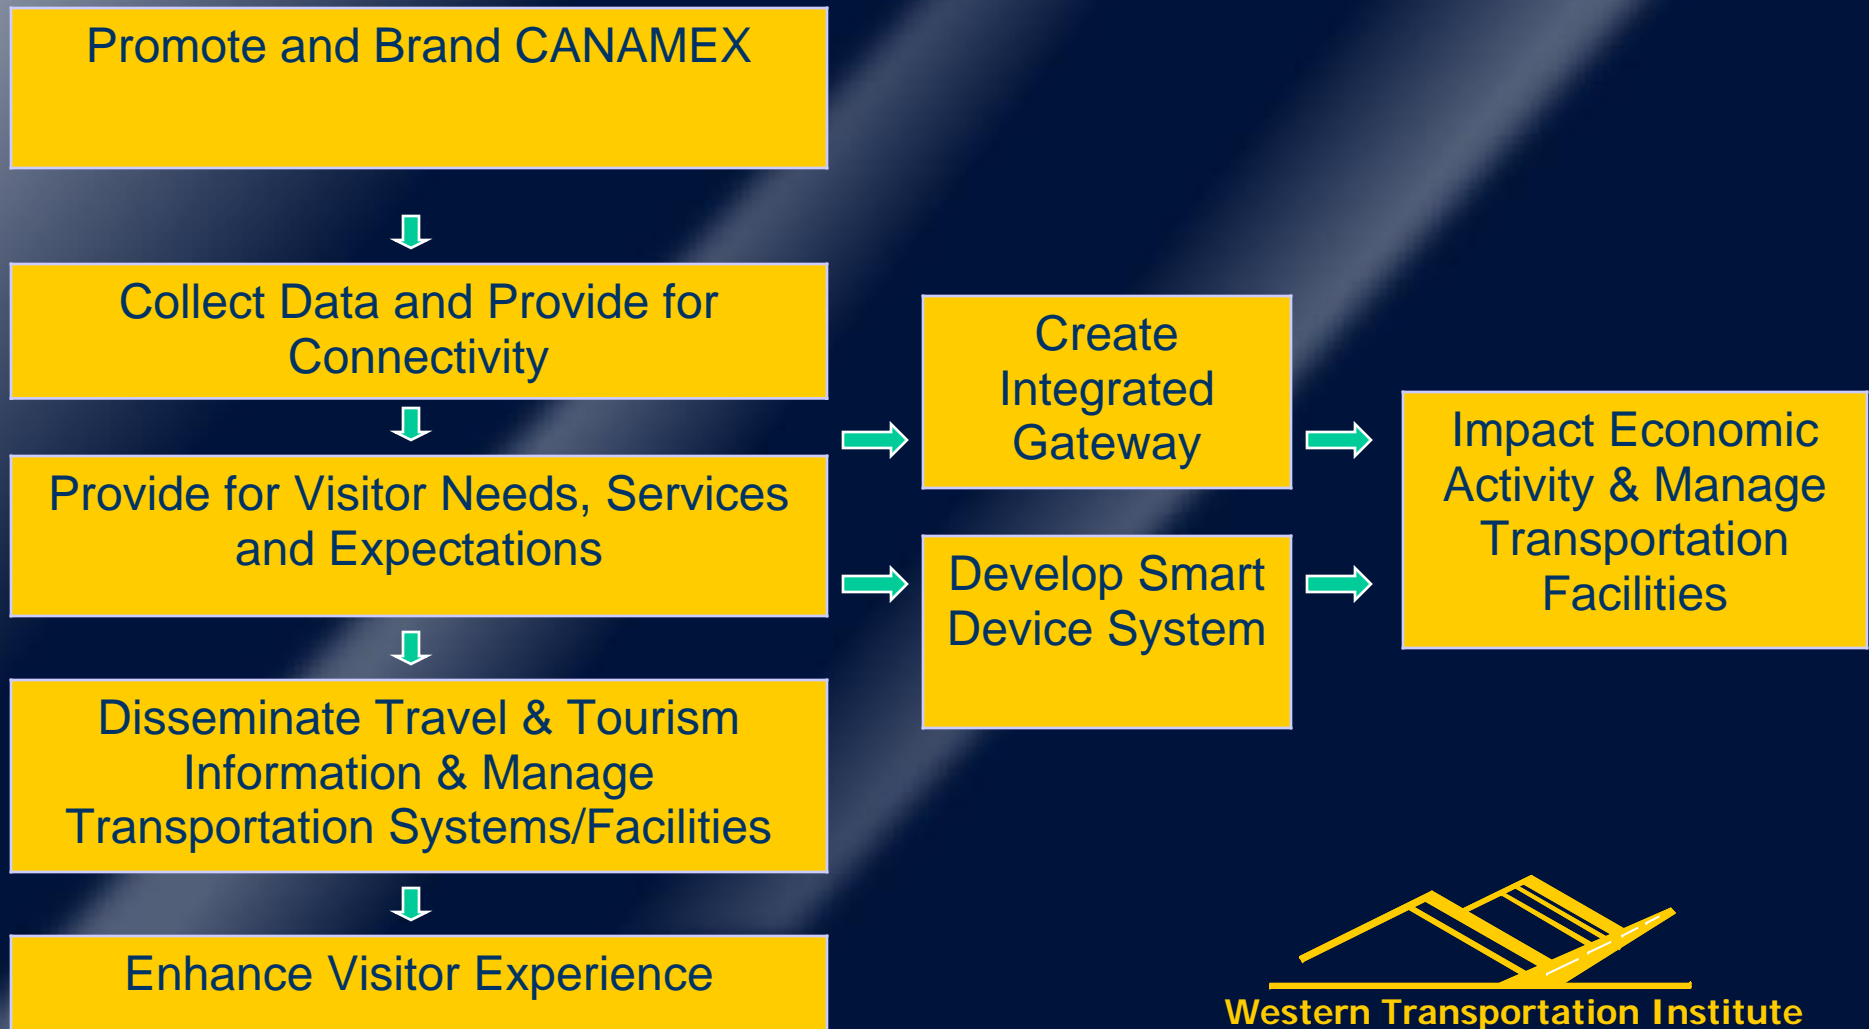 Promote and Brand CANAMEX
Collect Data and Provide for
Connectivity
Provide for Visitor Needs, Services
and Expectations
Disseminate Travel & Tourism
Information & Manage
Transportation Systems/Facilities
Enhance Visitor Experience
Create
Integrated
Gateway
Develop Smart
Device System
Impact Economic
Activity & Manage
Transportation
Facilities
Western Transportation Institute